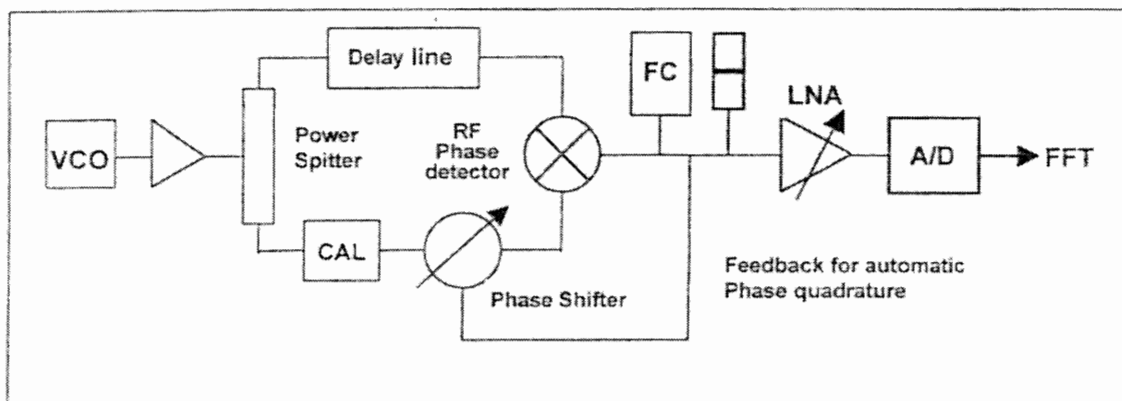 Delay line
FC
LNA
VCO
Power
Spitter
RF
Phase
detector
A/D
FFT
CAL
Phase Shifter
Feedback for automatic
Phase quadrature